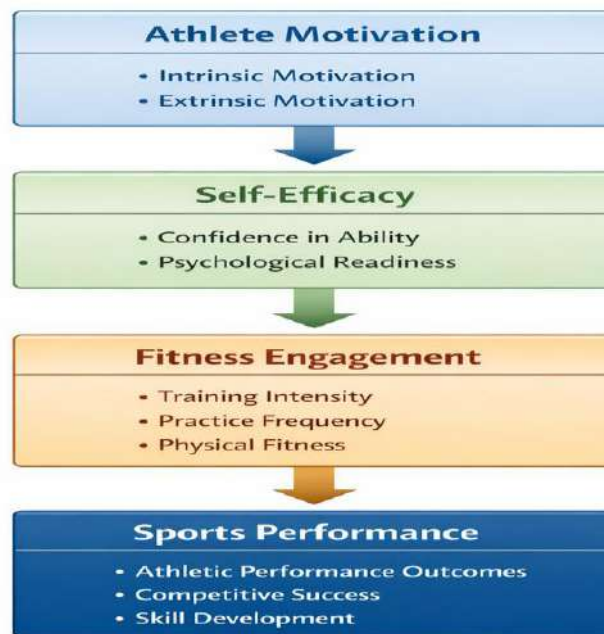 Athlete Motivation
• Intrinsic Motivation
• Extrinsic Motivation
Self-Efficacy
• Confidence in Ability
• Psychological Readiness
Fitness Engagement
• Training Intensity
• Practice Frequency
• Physical Fitness
Sports Performance
• Athletic Performance Outcomes
• Competitive Success
• Skill Development